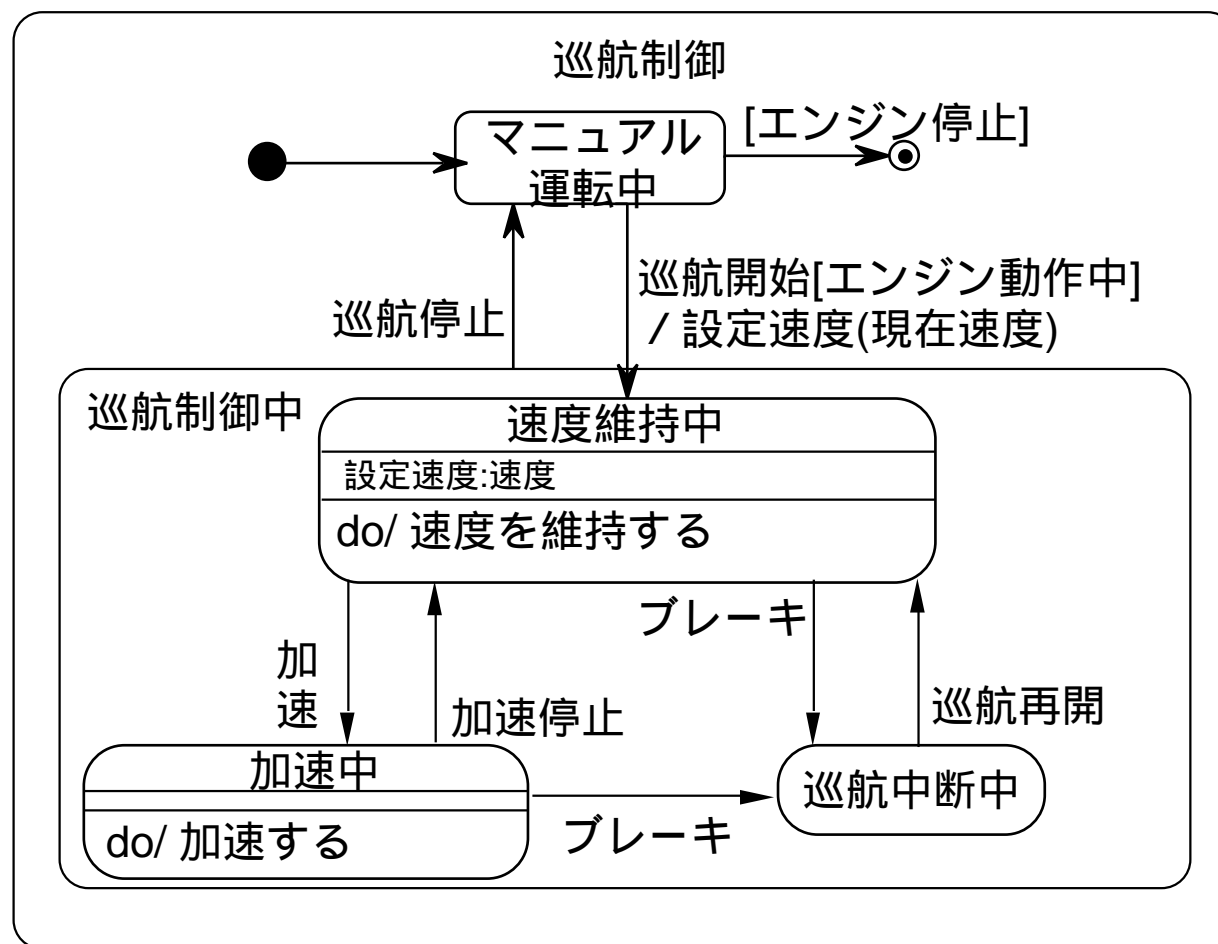 巡航制御
マニュアル
運転中
[エンジン停止]
巡航開始[エンジン動作中]
/ 設定速度(現在速度)
巡航停止
巡航制御中
速度維持中
設定速度:速度
do/ 速度を維持する
ブレーキ
加
速
加速停止
巡航再開
加速中
do/ 加速する
ブレーキ
巡航中断中